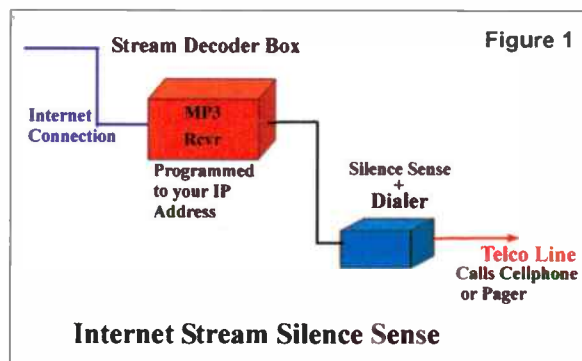 Figure 1
Stream Decoder Box
Internet
Connection
MP3
Rcvr
Programmed
to your IP
Address
Silence Sense
+
Dialer
Telco Line
Calls Cellphone
or Pager
Internet Stream Silence Sense